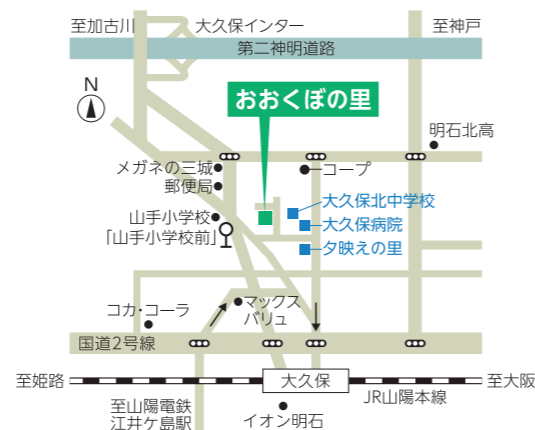 至加古川
大久保インター
至神戸
第二神明道路
N
おおくぼの里
明石北高
メガネの三城
コープ
郵便局
大久保北中学校
山手小学校
大久保病院
「山手小学校前」
夕映えの里
コカ・コーラ
マックス
バリュ
国道2号線
至姫路
大久保
至大阪
JR山陽本線
至山陽電鉄
江井ケ島駅
イオン明石